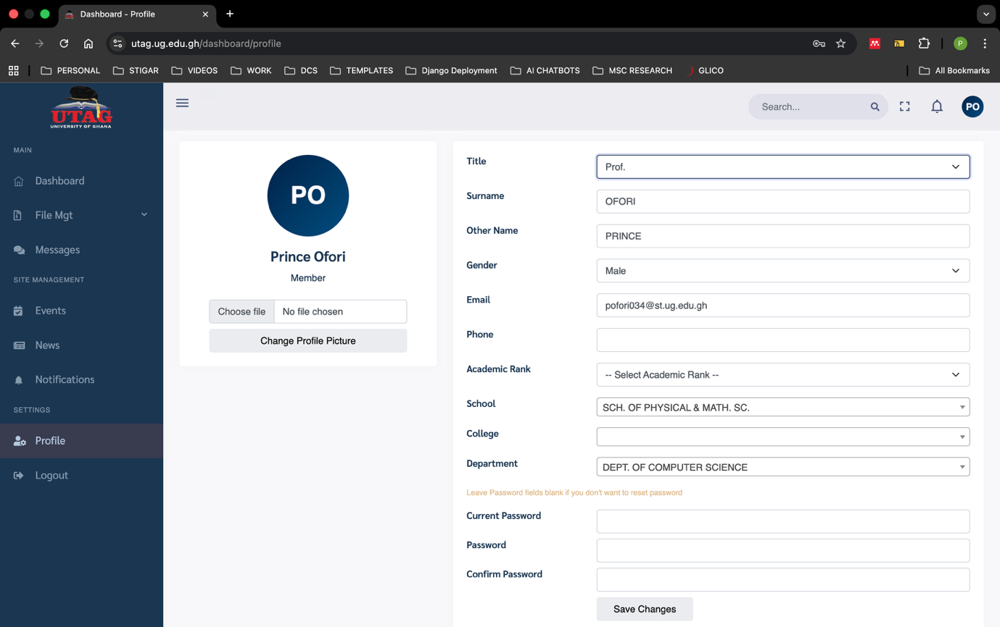 Dashboard - Profile
utag.ug.edu.gh/dashboard/profile
P
PERSONAL STIGAR VIDEOS WORK DCS TEMPLATES Django Deployment AI CHATBOTS MSC RESEARCH GLICO All Bookmarks
UTAG
UNIVERSITY OF GHANA
MAIN
Dashboard
File Mgt
Messages
SITE MANAGEMENT
Events
News
Notifications
SETTINGS
Profile
Logout
Search...
PO
PO
Prince Ofori
Member
Choose file No file chosen
Change Profile Picture
Title Prof.
Surname OFORI
Other Name PRINCE
Gender Male
Email pofori034@st.ug.edu.gh
Phone
Academic Rank -- Select Academic Rank --
School SCH. OF PHYSICAL & MATH. SC.
College
Department DEPT. OF COMPUTER SCIENCE
Leave Password fields blank if you don't want to reset password
Current Password
Password
Confirm Password
Save Changes